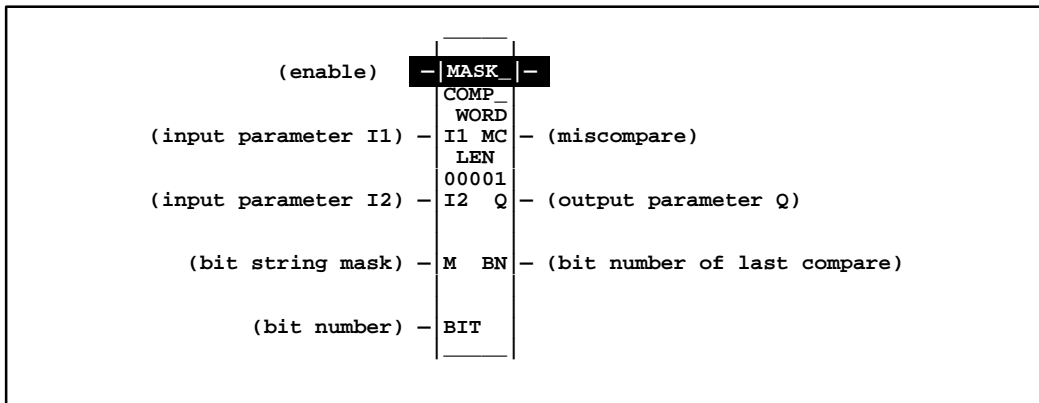 (enable) –|MASK_|–
COMP_
WORD
(input parameter I1) –|I1 MC|– (miscompare)
LEN
00001
(input parameter I2) –|I2 Q|– (output parameter Q)
(bit string mask) –|M BN|– (bit number of last compare)
(bit number) –|BIT